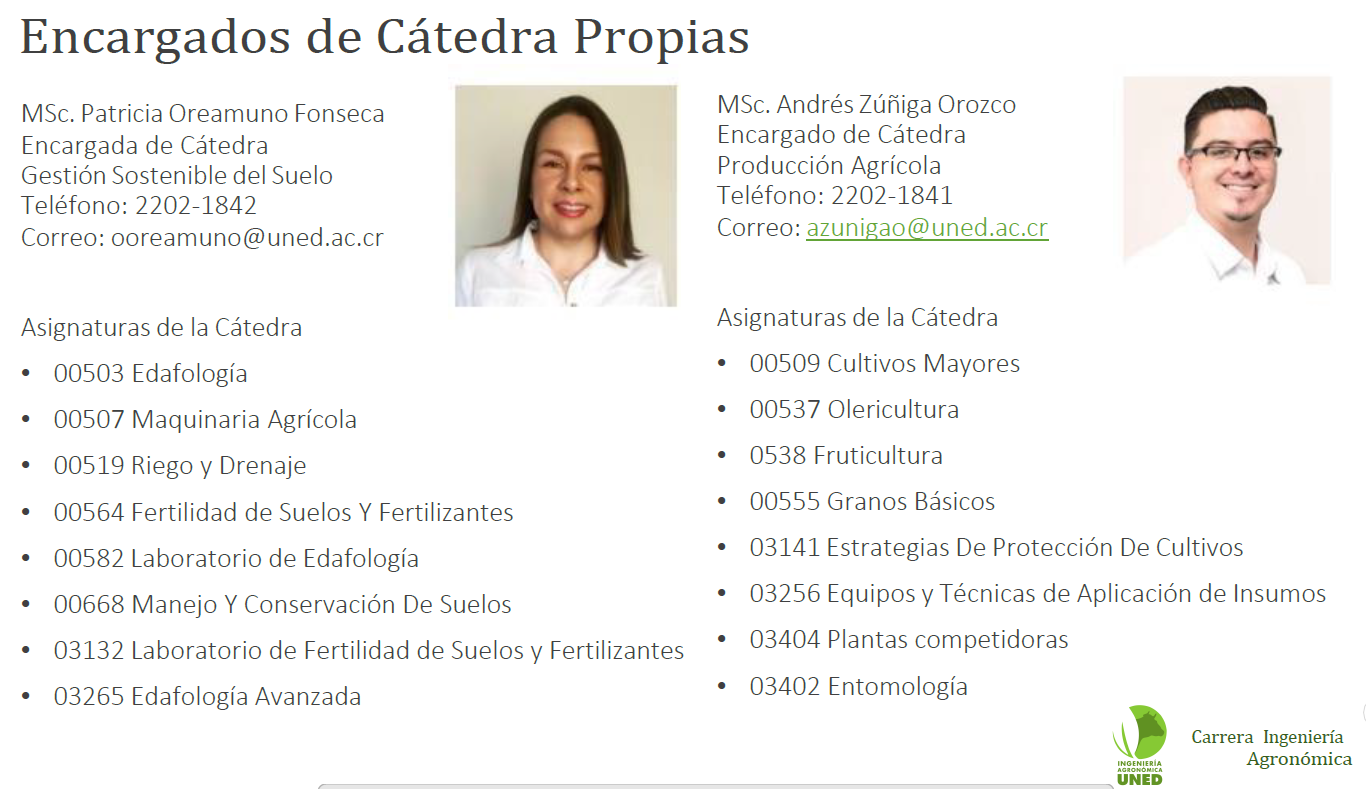 Encargados de Cátedra Propias
MSc. Patricia Oreamuno Fonseca
Encargada de Cátedra
Gestión Sostenible del Suelo
Teléfono: 2202-1842
Correo: ooreamuno@uned.ac.cr
Asignaturas de la Cátedra
• 00503 Edafología
• 00507 Maquinaria Agrícola
• 00519 Riego y Drenaje
• 00564 Fertilidad de Suelos Y Fertilizantes
• 00582 Laboratorio de Edafología
• 00668 Manejo Y Conservación De Suelos
• 03132 Laboratorio de Fertilidad de Suelos y Fertilizantes
• 03265 Edafología Avanzada
MSc. Andrés Zúñiga Orozco
Encargado de Cátedra
Producción Agrícola
Teléfono: 2202-1841
Correo: azunigao@uned.ac.cr
Asignaturas de la Cátedra
• 00509 Cultivos Mayores
• 00537 Olericultura
• 0538 Fruticultura
• 00555 Granos Básicos
• 03141 Estrategias De Protección De Cultivos
• 03256 Equipos y Técnicas de Aplicación de Insumos
• 03404 Plantas competidoras
• 03402 Entomología
INGENIERÍA
AGRONÓMICA
UNED
Carrera Ingeniería
Agronómica